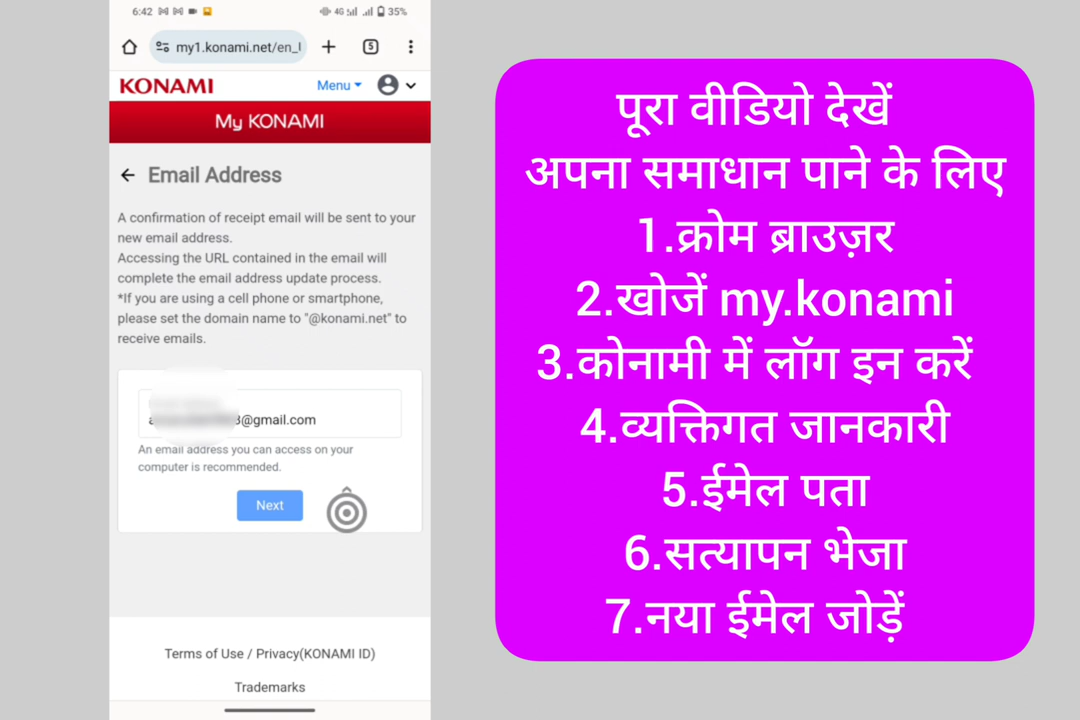 6:42 4G 35%
my1.konami.net/en_ 5
KONAMI Menu
My KONAMI
Email Address
A confirmation of receipt email will be sent to your
new email address.
Accessing the URL contained in the email will
complete the email address update process.
*If you are using a cell phone or smartphone,
please set the domain name to "@konami.net" to
receive emails.
@gmail.com
An email address you can access on your
computer is recommended.
Next
Terms of Use / Privacy(KONAMI ID)
Trademarks
पूरा वीडियो देखें
अपना समाधान पाने के लिए
1.क्रोम ब्राउज़र
2.खोजें my.konami
3.कोनामी में लॉग इन करें
4.व्यक्तिगत जानकारी
5.ईमेल पता
6.सत्यापन भेजा
7.नया ईमेल जोड़ें